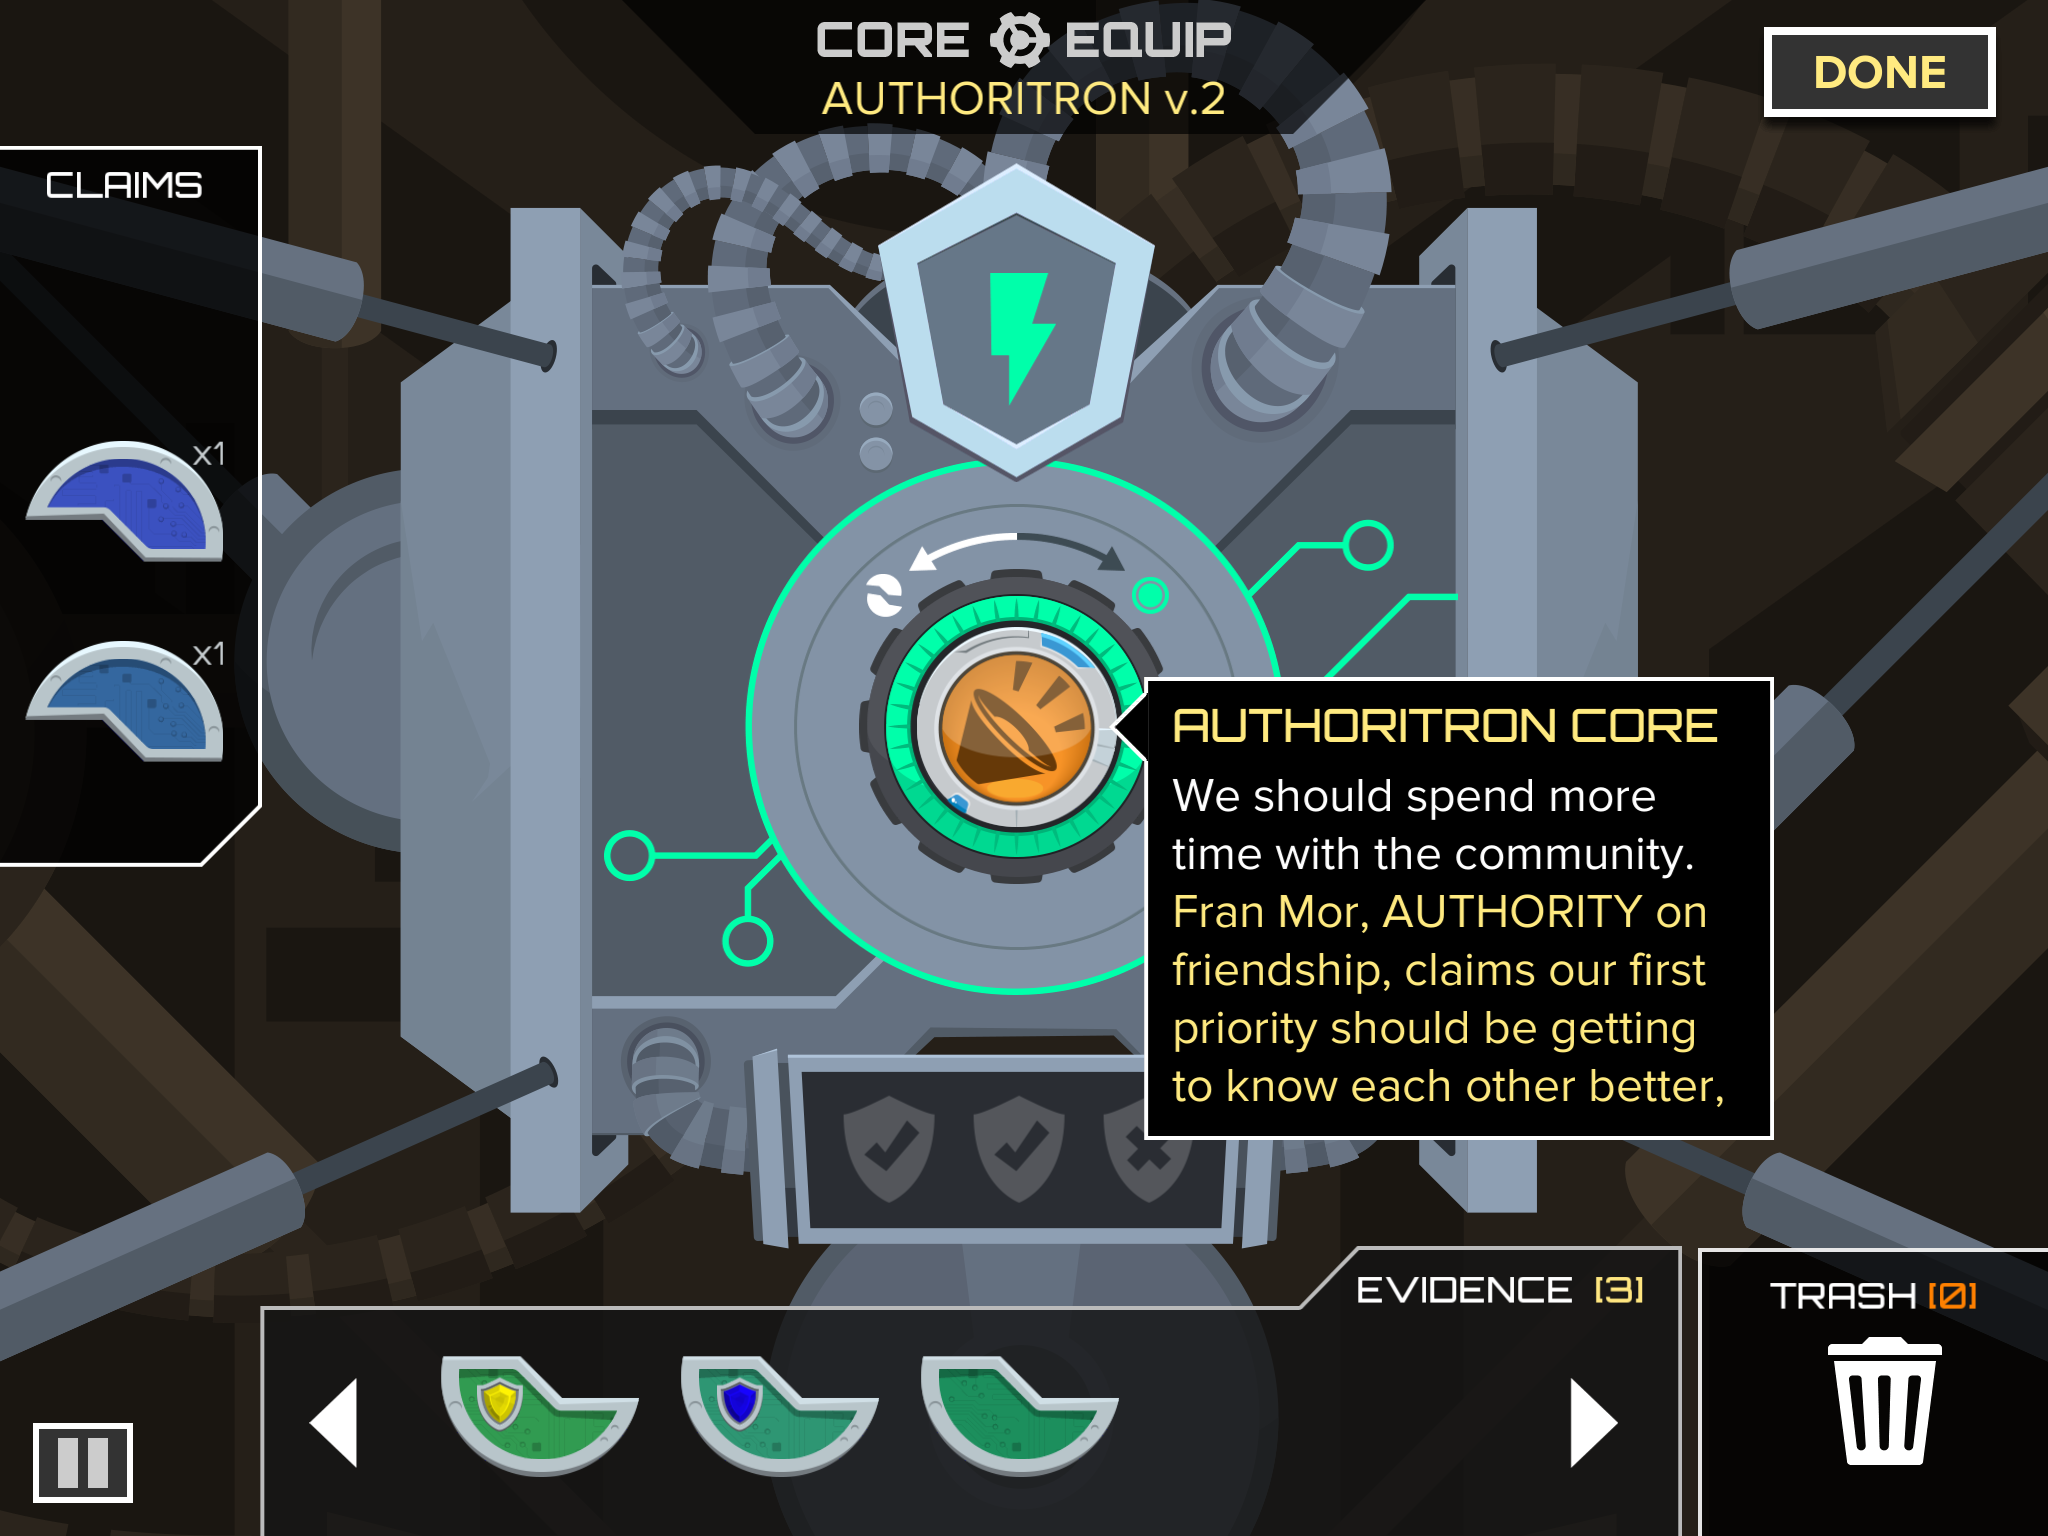 CORE EQUIP
AUTHORITRON v.2
DONE
CLAIMS
x1
x1
AUTHORITRON CORE
We should spend more
time with the community.
Fran Mor, AUTHORITY on
friendship, claims our first
priority should be getting
to know each other better,
EVIDENCE [3]
TRASH [0]